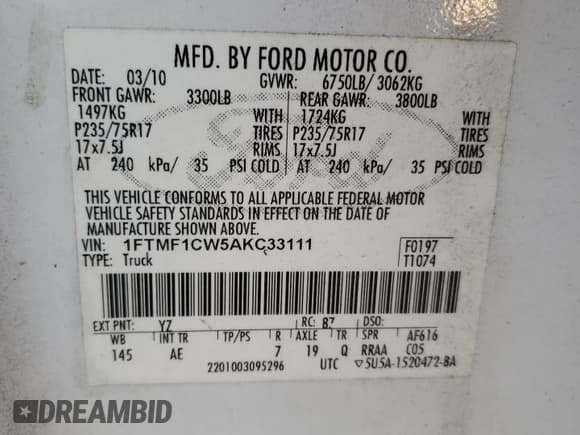 MFD. BY FORD MOTOR CO.
DATE: 03/10 GVWR: 6750LB/ 3062KG
FRONT GAWR: 3300LB REAR GAWR: 3800LB
1497KG WITH 1724KG WITH
P235/75R17 TIRES P235/75R17 TIRES
17x7.5J RIMS 17x7.5J RIMS
AT 240 kPa/ 35 PSI COLD AT 240 kPa/ 35 PSI COLD
THIS VEHICLE CONFORMS TO ALL APPLICABLE FEDERAL MOTOR
VEHICLE SAFETY STANDARDS IN EFFECT ON THE DATE OF
MANUFACTURE SHOWN ABOVE.
VIN: 1FTMF1CW5AKC33111 F0197
TYPE: Truck T1074
EXT PNT: YZ RC: 87 DSO:
WB INT TR TP/PS R AXLE TR SPR AF616
145 AE 7 19 Q RRAA C05
2201003095296 UTC ▽5U5A-1520472-BA
Ford
DREAMBID